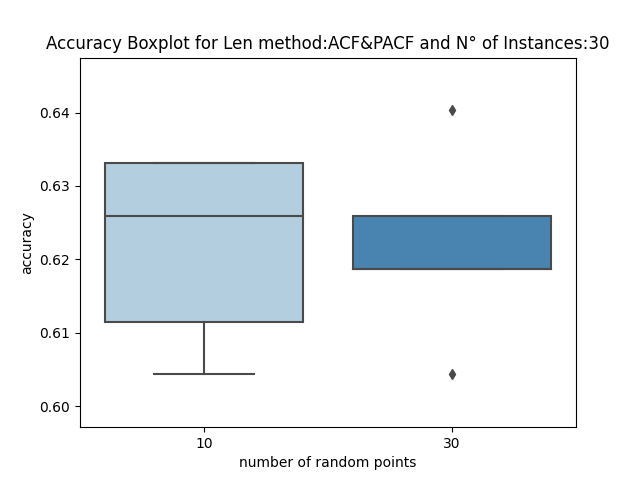 Accuracy Boxplot for Len method:ACF&PACF and N° of Instances:30
0.64
0.63
0.62
0.61
0.60
accuracy
10
30
number of random points